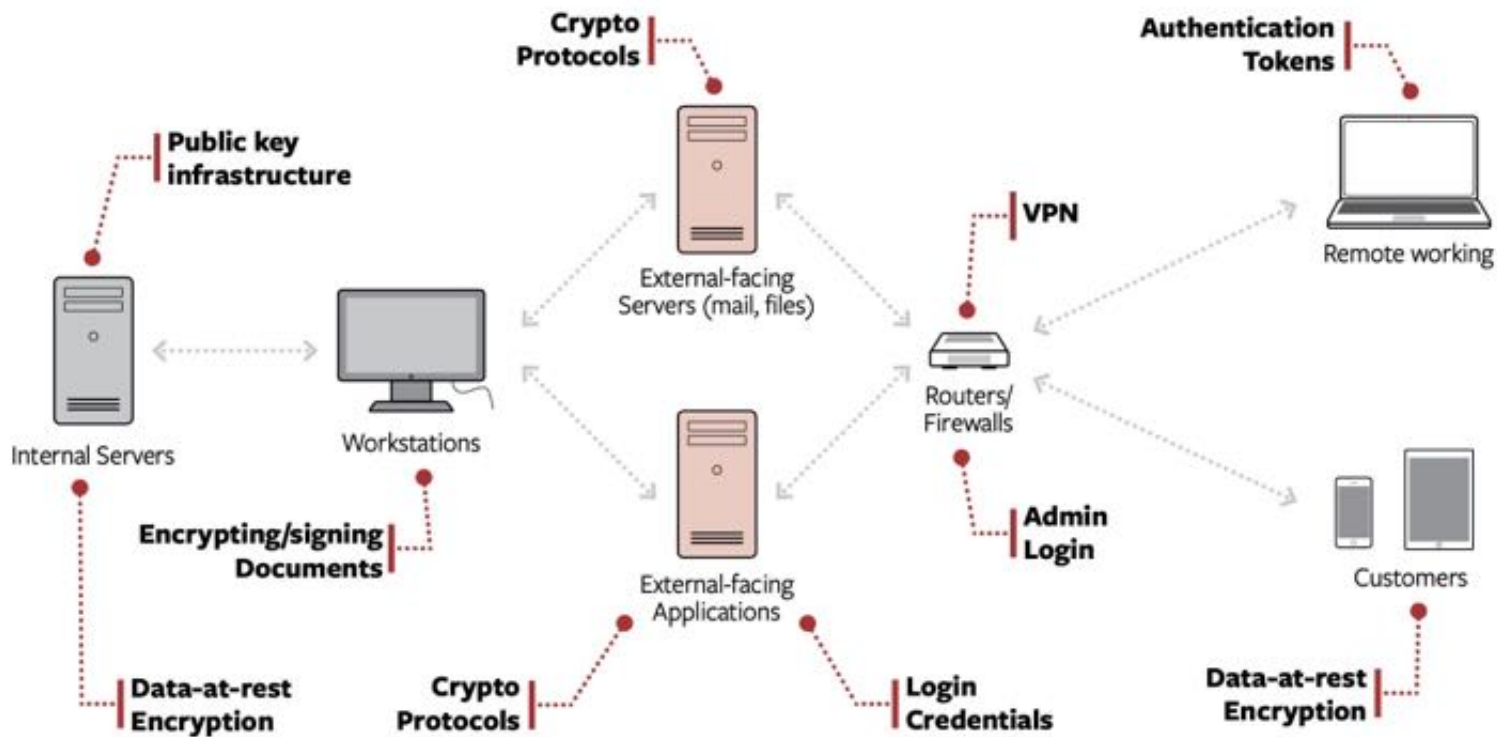 Crypto
Protocols
Authentication
Tokens
Public key
infrastructure
VPN
Remote working
External-facing
Servers (mail, files)
Routers/
Firewalls
Internal Servers
Workstations
Encrypting/signing
Documents
Admin
Login
External-facing
Applications
Customers
Data-at-rest
Encryption
Crypto
Protocols
Login
Credentials
Data-at-rest
Encryption